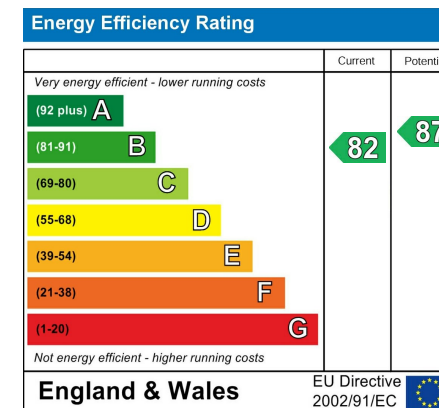 Energy Efficiency Rating
Current Potenti
Very energy efficient - lower running costs
(92 plus) A
(81-91) B
82
87
(69-80) C
(55-68) D
(39-54) E
(21-38) F
(1-20) G
Not energy efficient - higher running costs
England & Wales
EU Directive
2002/91/EC